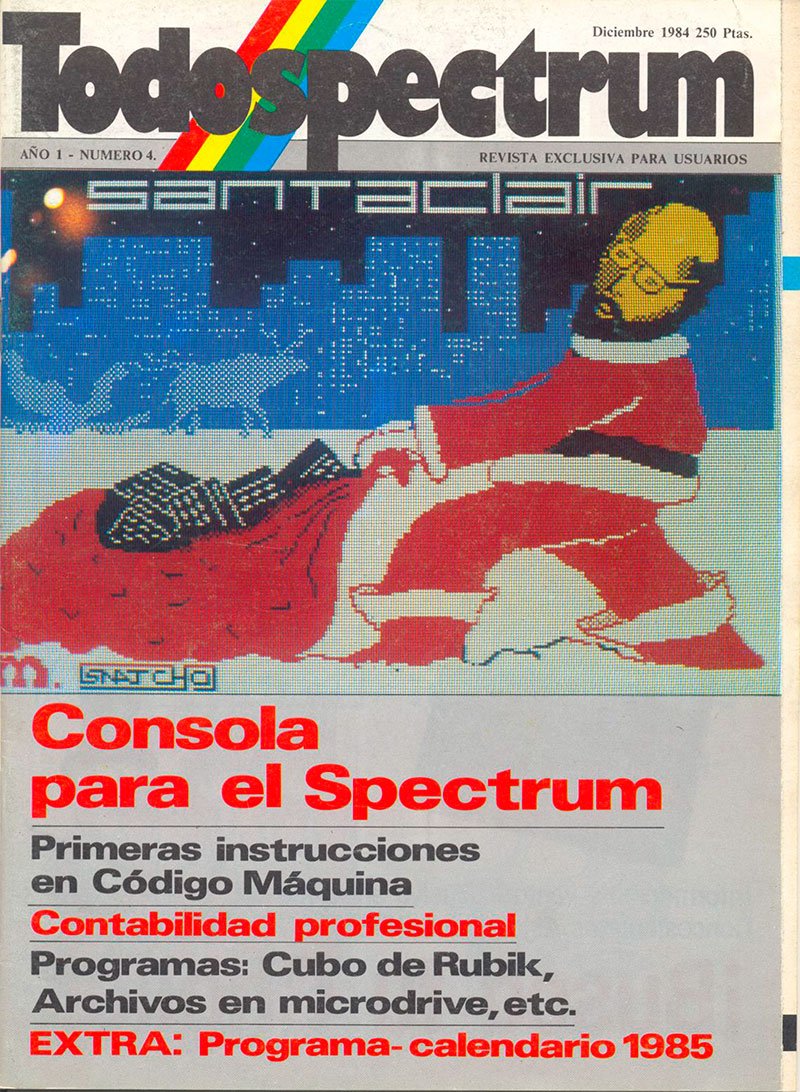 Diciembre 1984 250 Ptas.
Todospectrum
AÑO 1 - NUMERO 4.
REVISTA EXCLUSIVA PARA USUARIOS
santaclair
m.
SNATCHO
Consola
para el Spectrum
Primeras instrucciones
en Código Máquina
Contabilidad profesional
Programas: Cubo de Rubik,
Archivos en microdrive, etc.
EXTRA: Programa-calendario 1985